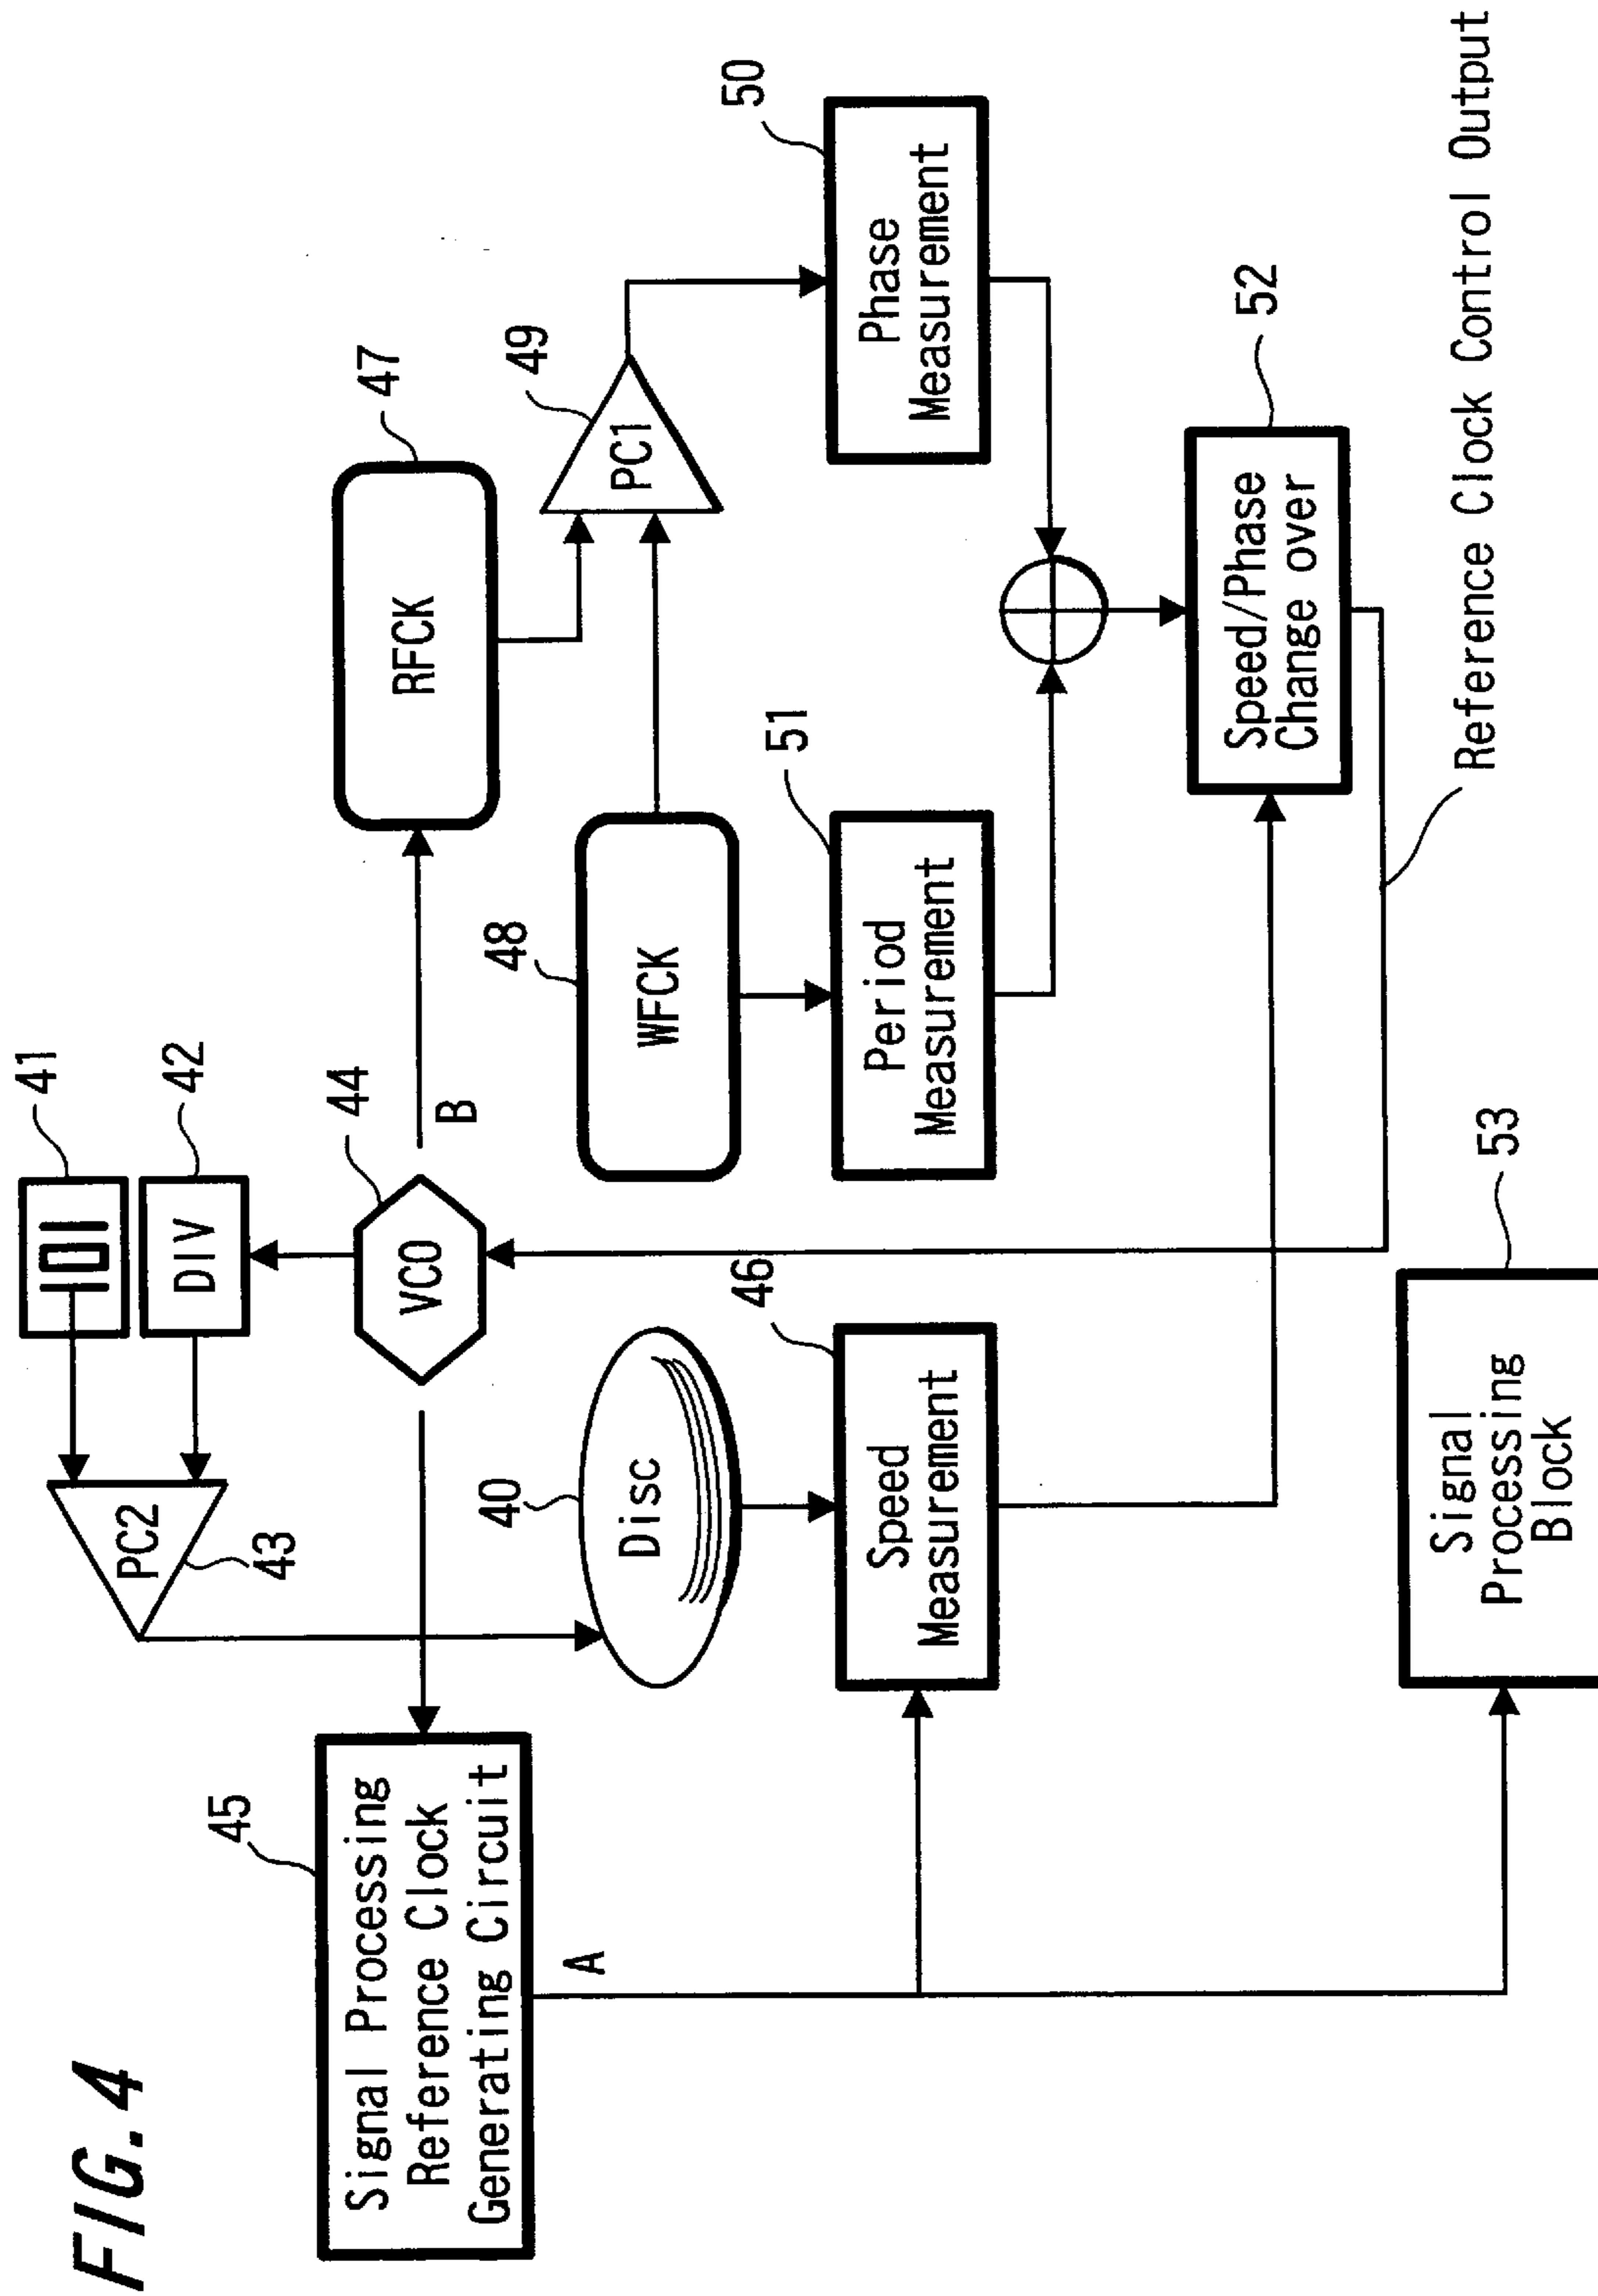 FIG.4
41
42
PC2
DIV
43
44
VCO
B
45
Signal Processing
Reference Clock
Generating Circuit
A
47
RFCK
40
Disc
48
WFCK
49
PC1
46
Speed
Measurement
51
Period
Measurement
50
Phase
Measurement
52
Speed/Phase
Change over
53
Signal
Processing
Block
Reference Clock Control Output